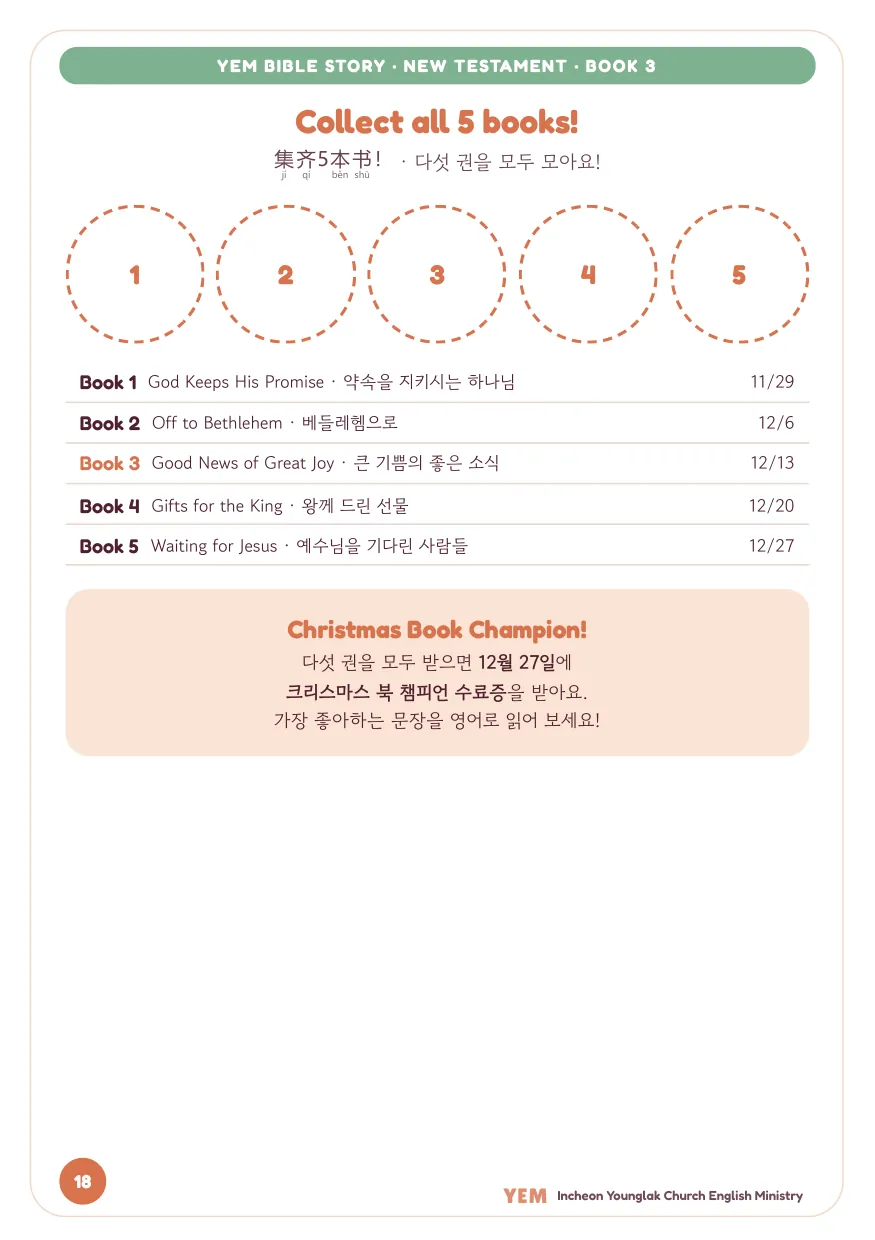 YEM BIBLE STORY · NEW TESTAMENT · BOOK 3
Collect all 5 books!
集齐5本书! · 다섯 권을 모두 모아요!
jí qí běn shū
1 2 3 4 5
Book 1 God Keeps His Promise · 약속을 지키시는 하나님 11/29
Book 2 Off to Bethlehem · 베들레헴으로 12/6
Book 3 Good News of Great Joy · 큰 기쁨의 좋은 소식 12/13
Book 4 Gifts for the King · 왕께 드린 선물 12/20
Book 5 Waiting for Jesus · 예수님을 기다린 사람들 12/27
Christmas Book Champion!
다섯 권을 모두 받으면 12월 27일에
크리스마스 북 챔피언 수료증을 받아요.
가장 좋아하는 문장을 영어로 읽어 보세요!
18
YEM Incheon Younglak Church English Ministry